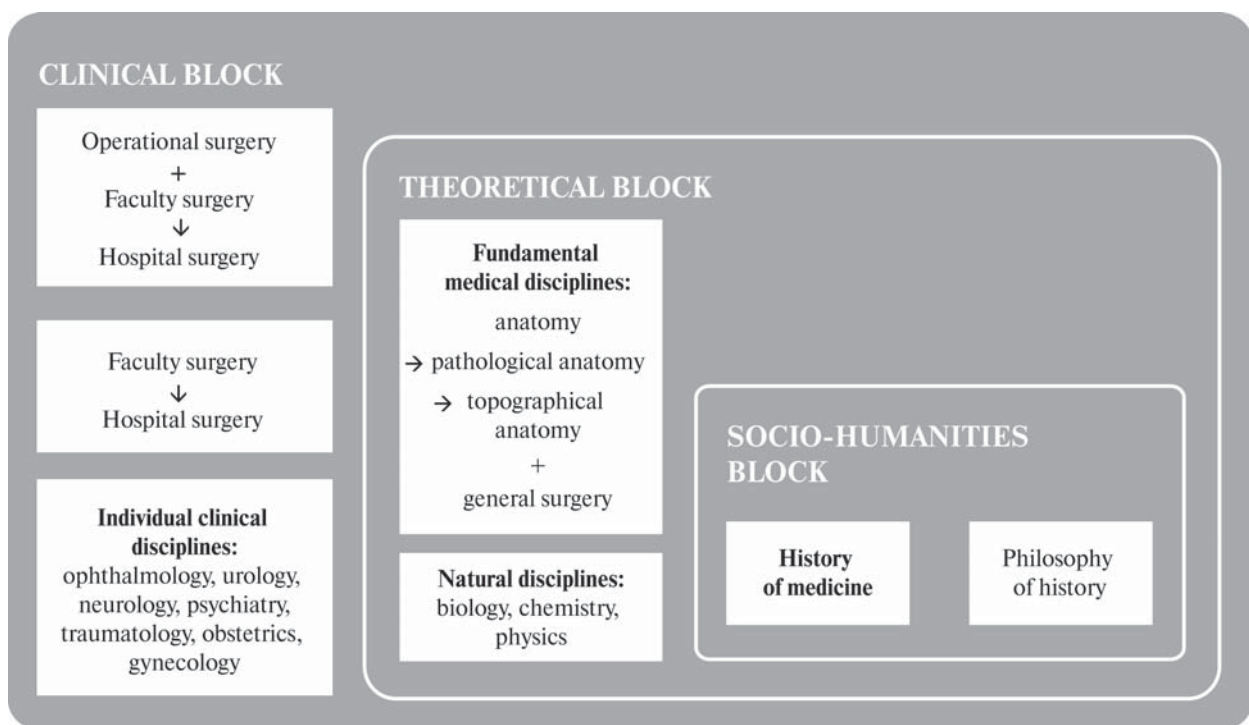 CLINICAL BLOCK
Operational surgery
+
Faculty surgery
↓
Hospital surgery
Faculty surgery
↓
Hospital surgery
Individual clinical
disciplines:
ophthalmology, urology,
neurology, psychiatry,
traumatology, obstetrics,
gynecology
THEORETICAL BLOCK
Fundamental
medical disciplines:
anatomy
→ pathological anatomy
→ topographical
anatomy
+
general surgery
Natural disciplines:
biology, chemistry,
physics
SOCIO-HUMANITIES
BLOCK
History
of medicine
Philosophy
of history